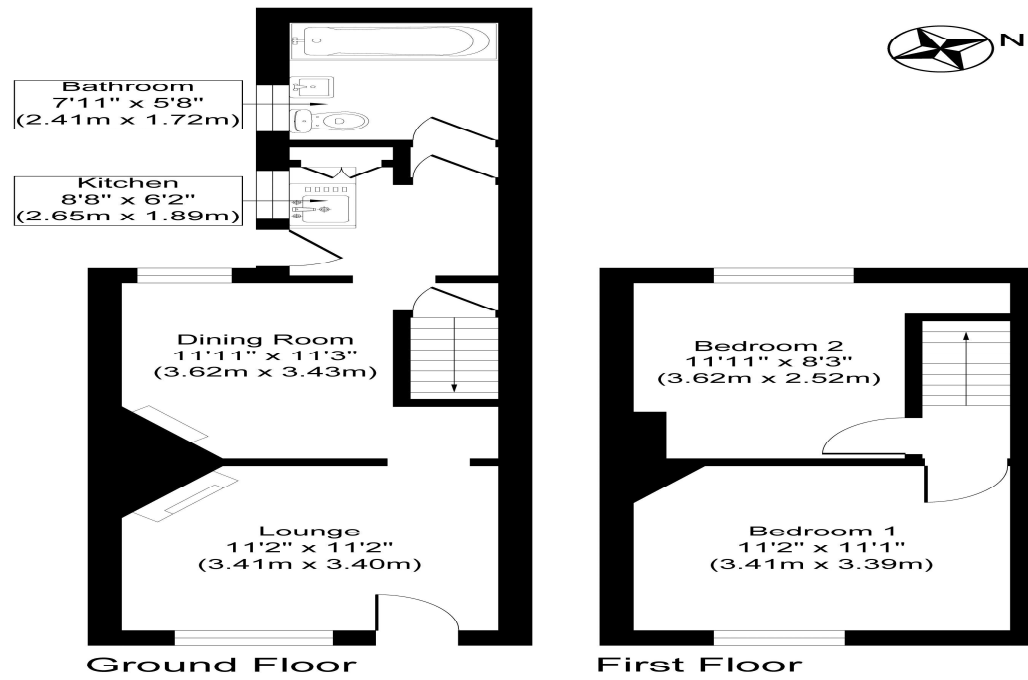 N
Bathroom
7'11" x 5'8"
(2.41m x 1.72m)
Kitchen
8'8" x 6'2"
(2.65m x 1.89m)
Dining Room
11'11" x 11'3"
(3.62m x 3.43m)
Bedroom 2
11'11" x 8'3"
(3.62m x 2.52m)
Lounge
11'2" x 11'2"
(3.41m x 3.40m)
Bedroom 1
11'2" x 11'1"
(3.41m x 3.39m)
Ground Floor
First Floor